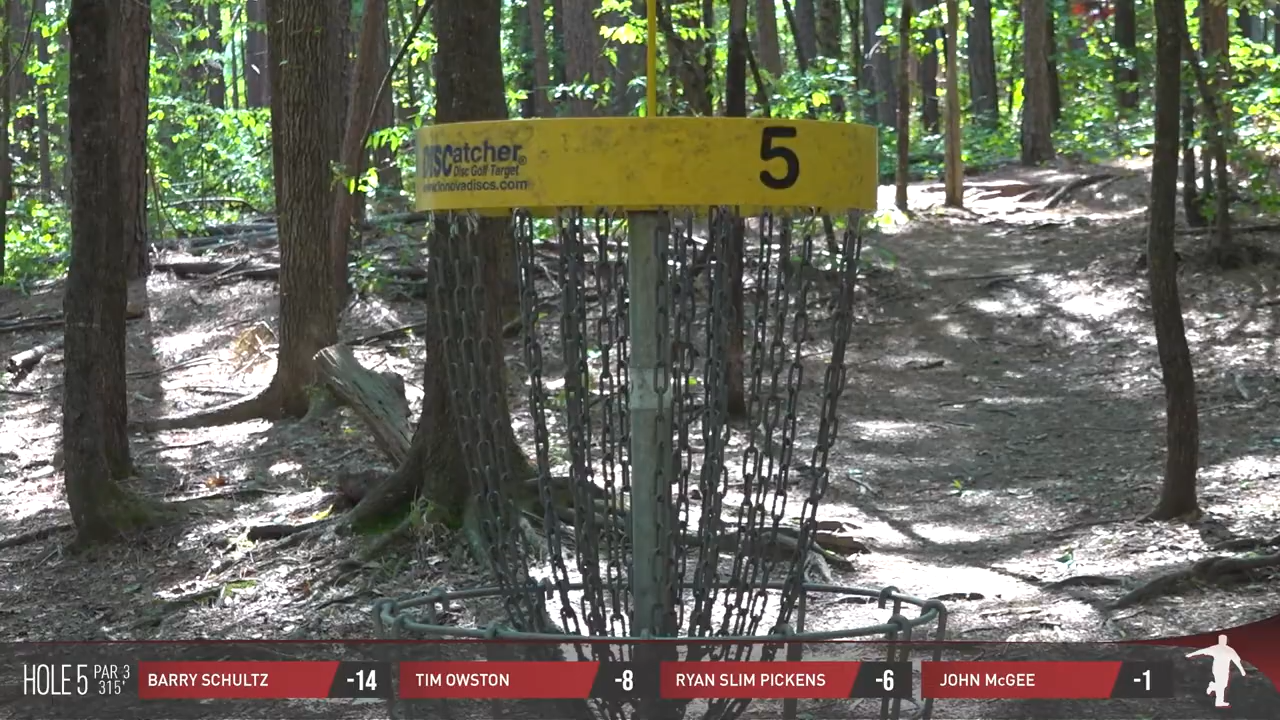 DISCatcher®
Disc Golf Target
www.innovadiscs.com
5
HOLE 5 PAR 3 315'
BARRY SCHULTZ -14
TIM OWSTON -8
RYAN SLIM PICKENS -6
JOHN McGEE -1